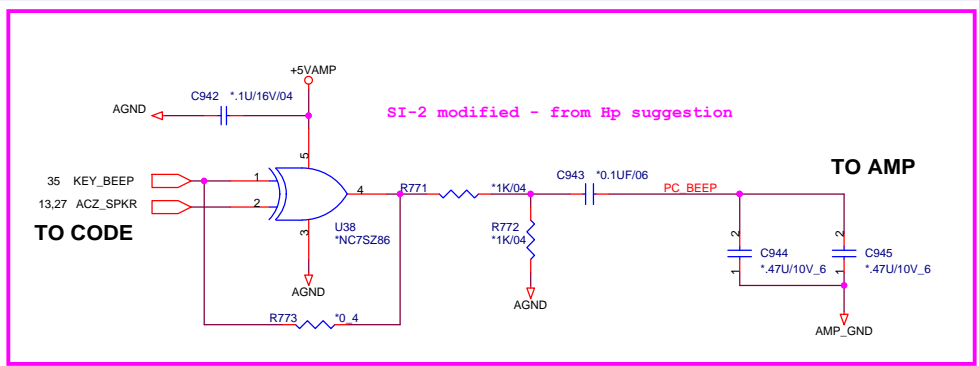 +5VAMP
C942 *.1U/16V/04
AGND
SI-2 modified - from Hp suggestion
5
TO AMP
35 KEY_BEEP
1
4
R771
*1K/04
C943 *0.1UF/06
PC_BEEP
13,27 ACZ_SPKR
2
TO CODE
3
U38
*NC7SZ86
R772
*1K/04
2
C944
1
*.47U/10V_6
2
C945
1
*.47U/10V_6
AGND
AGND
R773
*0_4
AMP_GND